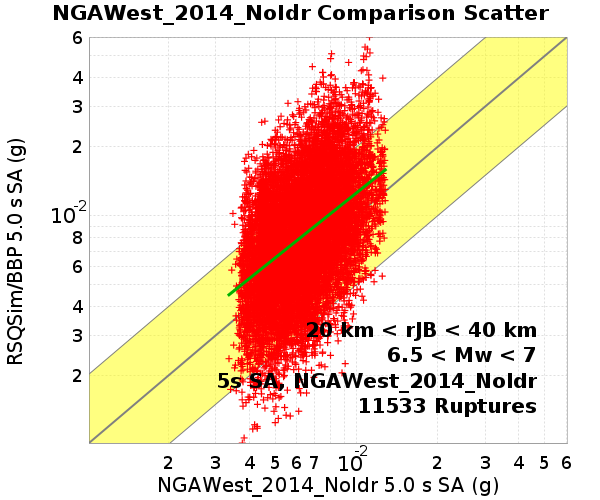 NGAWest_2014_NoIdr Comparison Scatter
RSQSim/BBP 5.0 s SA (g)
6
4
3
2
10-2
8
6
4
3
2
20 km < rJB < 40 km
6.5 < Mw < 7
5s SA, NGAWest_2014_NoIdr
11533 Ruptures
2 3 4 5 6 7 10-2 2 3 4 5 6
NGAWest_2014_NoIdr 5.0 s SA (g)